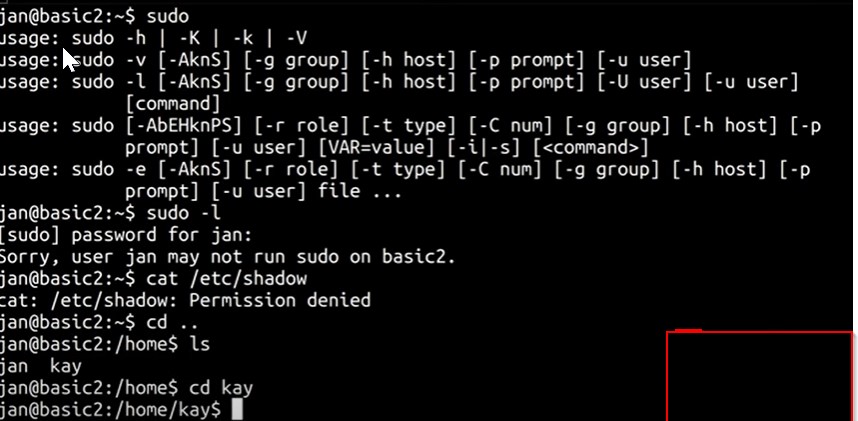 jan@basic2:~$ sudo
usage: sudo -h | -K | -k | -V
usage: sudo -v [-AknS] [-g group] [-h host] [-p prompt] [-u user]
usage: sudo -l [-AknS] [-g group] [-h host] [-p prompt] [-U user] [-u user]
[command]
usage: sudo [-AbEHknPS] [-r role] [-t type] [-C num] [-g group] [-h host] [-p
prompt] [-u user] [VAR=value] [-i|-s] [<command>]
usage: sudo -e [-AknS] [-r role] [-t type] [-C num] [-g group] [-h host] [-p
prompt] [-u user] file ...
jan@basic2:~$ sudo -l
[sudo] password for jan:
Sorry, user jan may not run sudo on basic2.
jan@basic2:~$ cat /etc/shadow
cat: /etc/shadow: Permission denied
jan@basic2:~$ cd ..
jan@basic2:/home$ ls
jan  kay
jan@basic2:/home$ cd kay
jan@basic2:/home/kay$